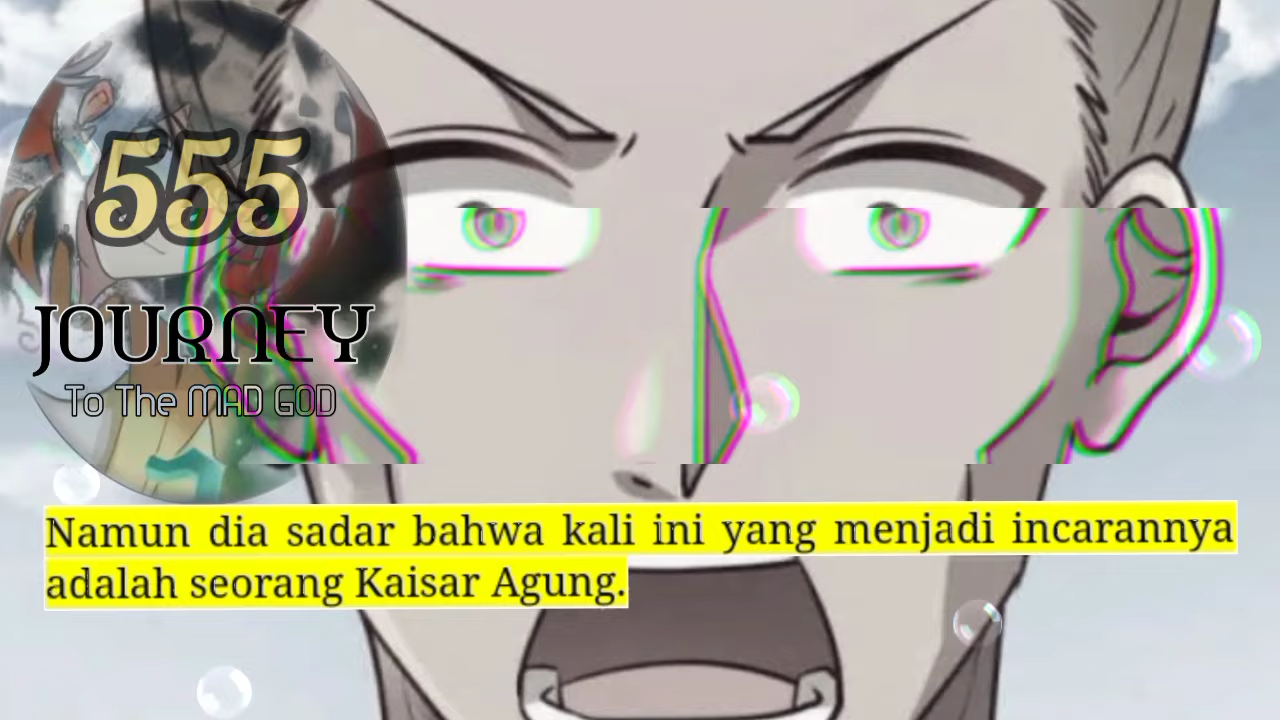 555
JOURNEY
To The MAD GOD
Namun dia sadar bahwa kali ini yang menjadi incarannya
adalah seorang Kaisar Agung.